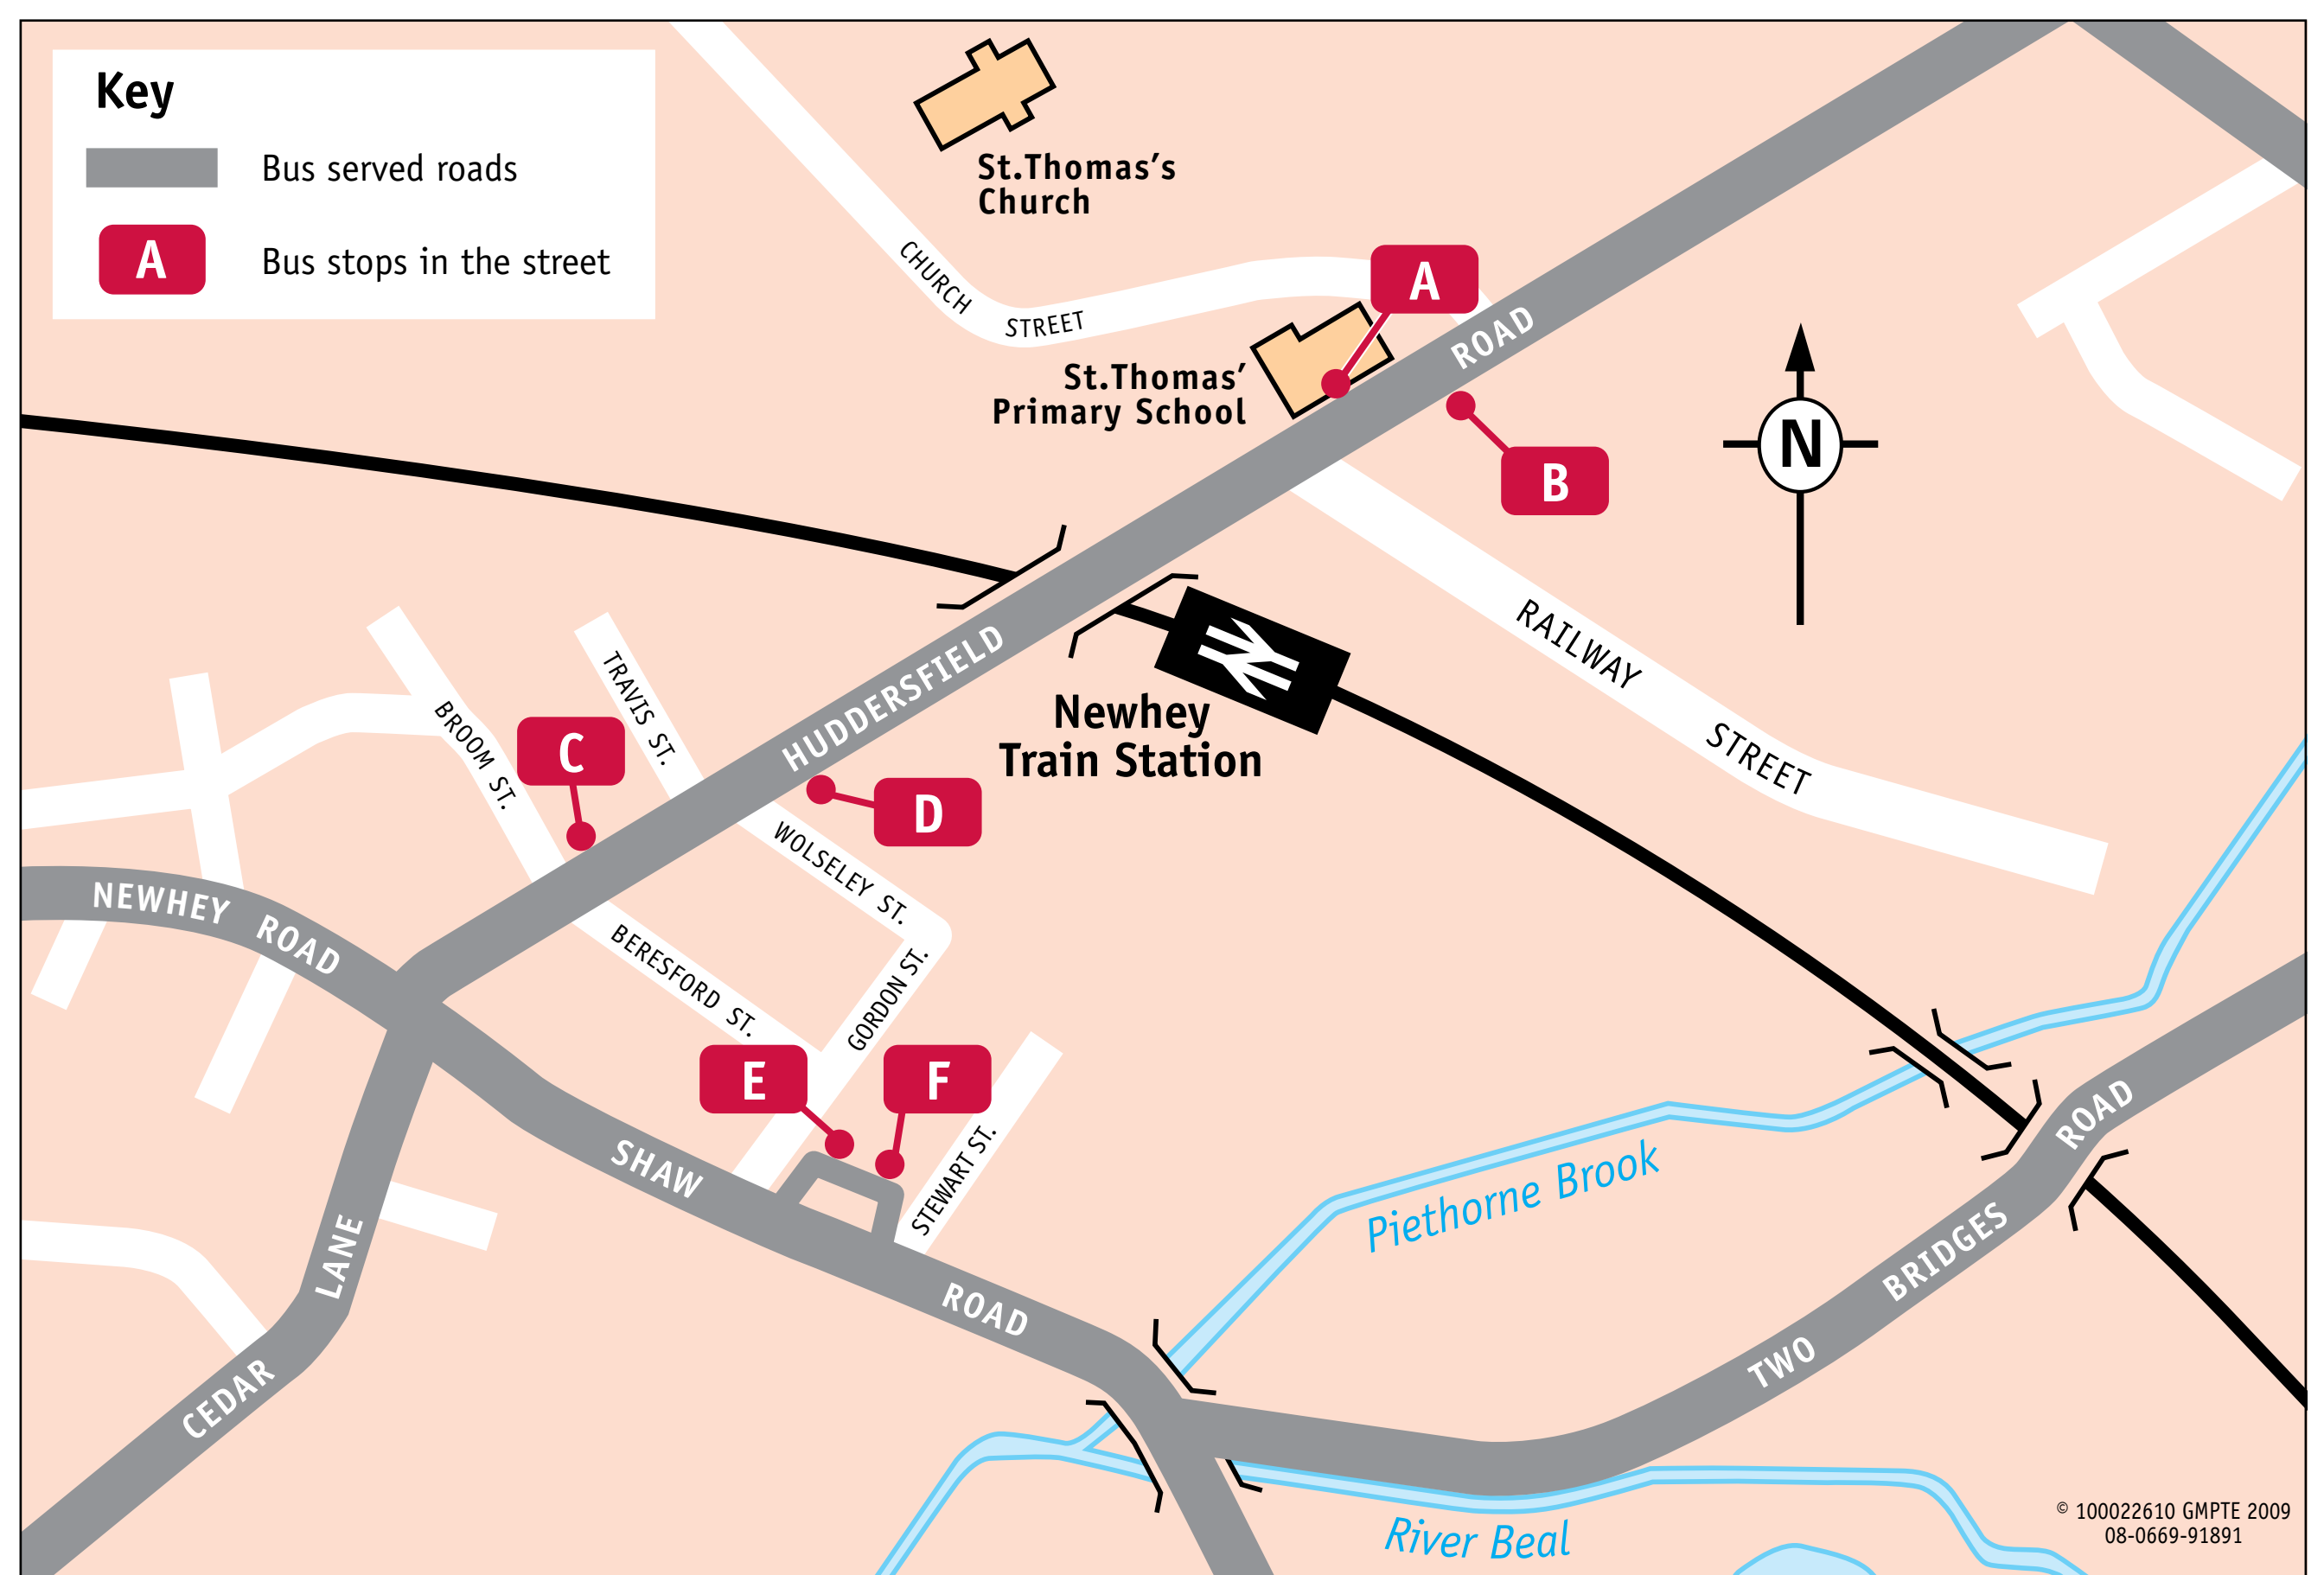 Key
Bus served roads
A
Bus stops in the street
St.Thomas's
Church
CHURCH
STREET
A
ROAD
St.Thomas’
Primary School
B
N
RAILWAY
STREET
HUDDERSFIELD
Newhey
Train Station
TRAVIS ST.
BROOM ST.
C
D
WOLSELEY ST.
NEWHEY ROAD
BERESFORD ST.
GORDON ST.
E
F
STEWART ST.
SHAW
ROAD
LANE
CEDAR
Piethorne Brook
ROAD
BRIDGES
TWO
River Beal
© 100022610 GMPTE 2009
08-0669-91891